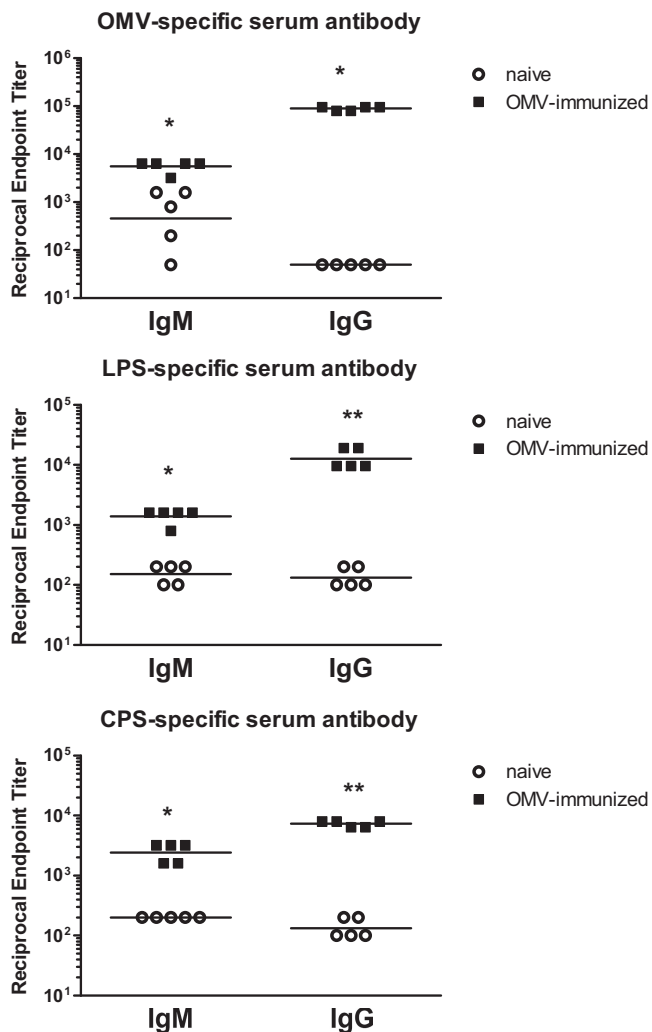 OMV-specific serum antibody
Reciprocal Endpoint Titer
10⁶
10⁵
10⁴
10³
10²
10¹
*
*
IgM
IgG
naive
OMV-immunized
LPS-specific serum antibody
Reciprocal Endpoint Titer
10⁵
10⁴
10³
10²
10¹
*
**
IgM
IgG
naive
OMV-immunized
CPS-specific serum antibody
Reciprocal Endpoint Titer
10⁵
10⁴
10³
10²
10¹
*
**
IgM
IgG
naive
OMV-immunized